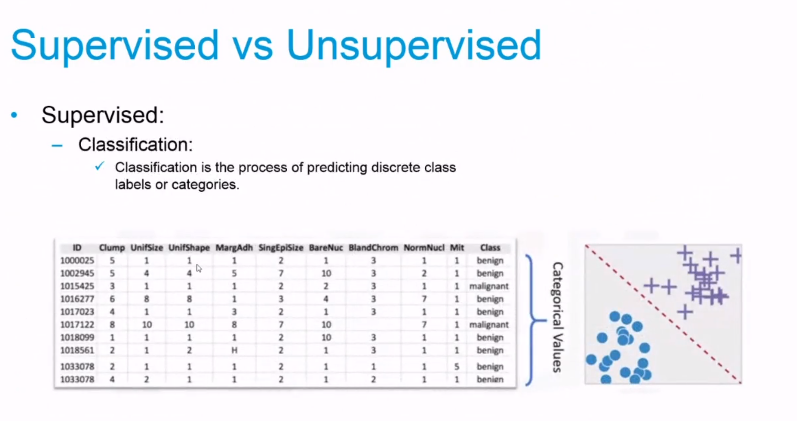 Supervised vs Unsupervised
• Supervised:
– Classification:
✓ Classification is the process of predicting discrete class
labels or categories.
ID Clump UnifSize UnifShape MargAdh SingEpiSize BareNuc BlandChrom NormNucl Mit Class
1000025 5 1 1 1 2 1 3 1 1 benign
1002945 5 4 4 5 7 10 3 2 1 benign
1015425 3 1 1 1 2 2 3 1 1 malignant
1016277 6 8 8 1 3 4 3 7 1 benign
1017023 4 1 1 3 2 1 3 1 1 benign
1017122 8 10 10 8 7 10 7 1 malignant
1018099 1 1 1 1 2 10 3 1 1 benign
1018561 2 1 2 H 2 1 3 1 1 benign
1033078 2 1 1 1 2 1 1 1 5 benign
1033078 4 2 1 1 2 1 2 1 1 benign
Categorical Values